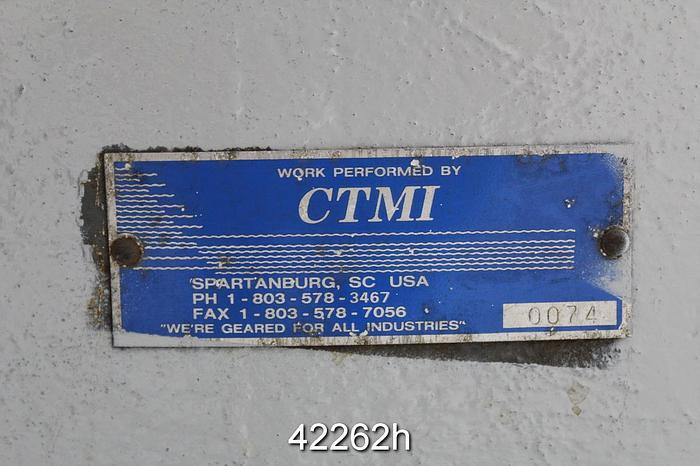 WORK PERFORMED BY
CTMI
SPARTANBURG, SC USA
PH 1-803-578-3467
FAX 1-803-578-7056
"WE'RE GEARED FOR ALL INDUSTRIES"
0074
42262h